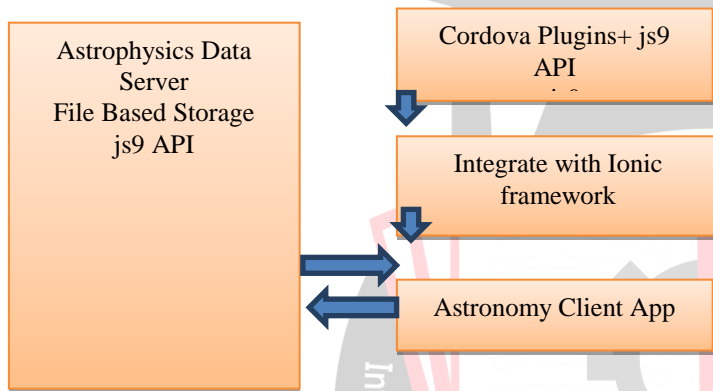 Astrophysics Data
Server
File Based Storage
js9 API
Cordova Plugins+ js9
API
Integrate with Ionic
framework
Astronomy Client App
In